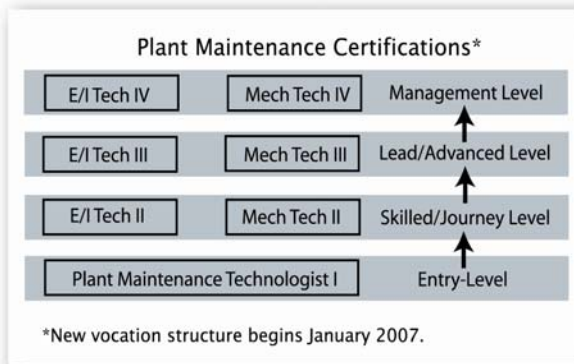 Plant Maintenance Certifications*
E/I Tech IV Mech Tech IV Management Level
E/I Tech III Mech Tech III Lead/Advanced Level
E/I Tech II Mech Tech II Skilled/Journey Level
Plant Maintenance Technologist I Entry-Level
*New vocation structure begins January 2007.